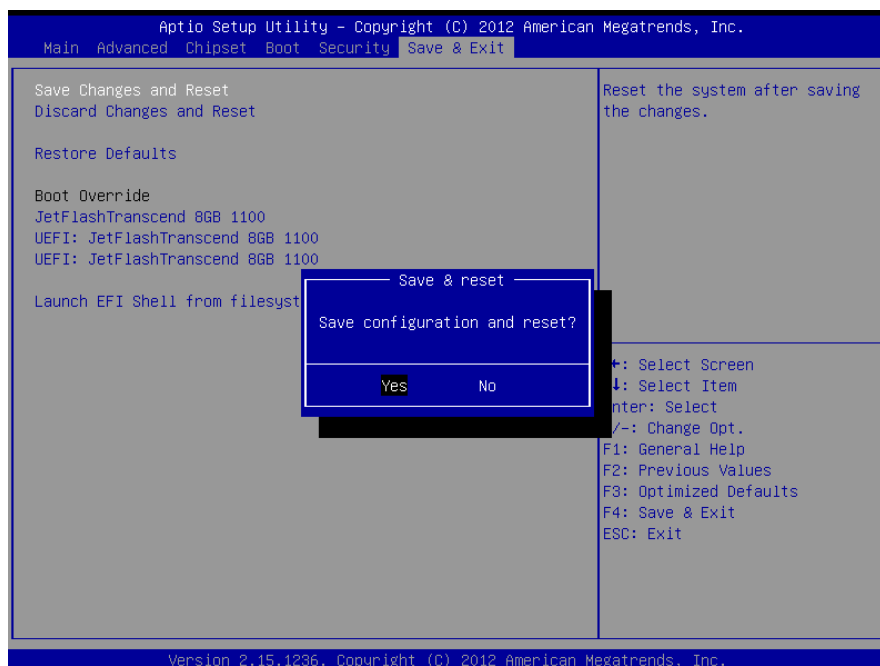 Aptio Setup Utility – Copyright (C) 2012 American Megatrends, Inc.
Main Advanced Chipset Boot Security Save & Exit
Save Changes and Reset
Discard Changes and Reset
Restore Defaults
Boot Override
JetFlashTranscend 8GB 1100
UEFI: JetFlashTranscend 8GB 1100
UEFI: JetFlashTranscend 8GB 1100
Launch EFI Shell from filesyst
Save & reset
Save configuration and reset?
Yes No
Reset the system after saving
the changes.
←: Select Screen
↓: Select Item
nter: Select
/-: Change Opt.
F1: General Help
F2: Previous Values
F3: Optimized Defaults
F4: Save & Exit
ESC: Exit
Version 2.15.1236. Copyright (C) 2012 American Megatrends, Inc.